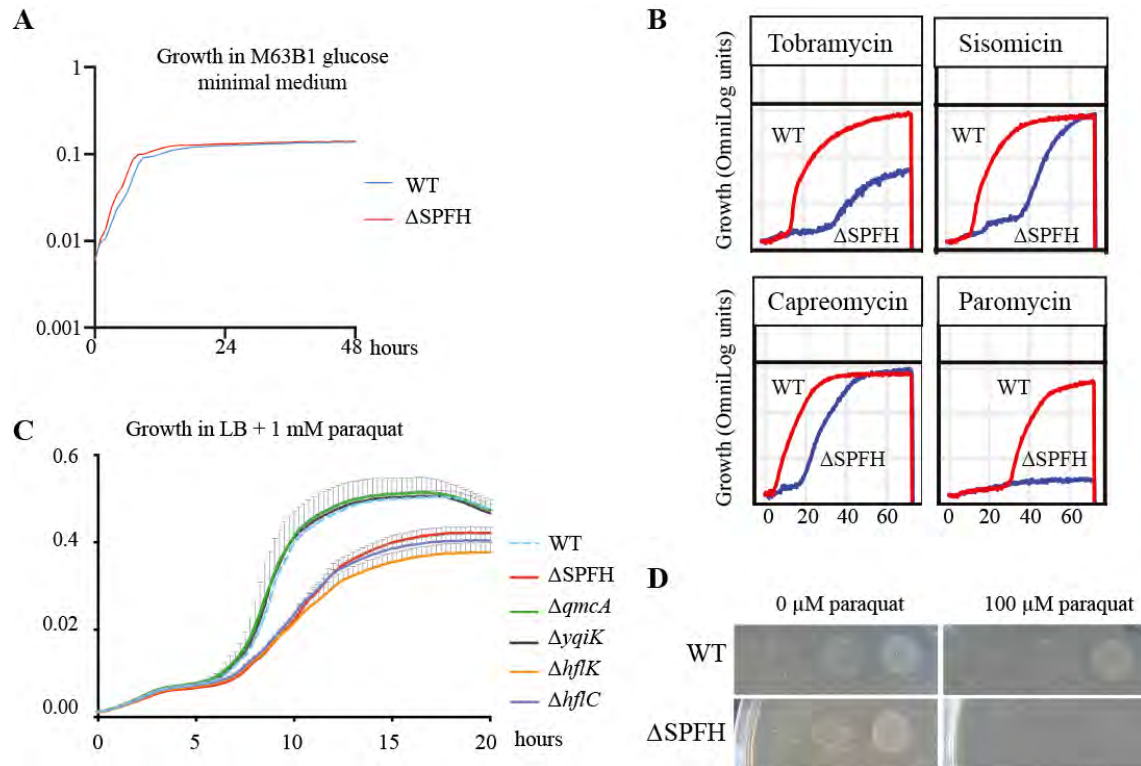 A
Growth in M63B1 glucose
minimal medium
1
0.1
0.01
0.001
0
24
48
hours
WT
ΔSPFH
B
Tobramycin
Sisomicin
Growth (OmniLog units)
WT
ΔSPFH
WT
ΔSPFH
Capreomycin
Paromycin
Growth (OmniLog units)
WT
ΔSPFH
WT
ΔSPFH
0 20 40 60
0 20 40 60
C
Growth in LB + 1 mM paraquat
0.6
0.4
0.02
0.00
0
5
10
15
20
hours
WT
ΔSPFH
ΔqmcA
ΔyqiK
ΔhflK
ΔhflC
D
0 μM paraquat
100 μM paraquat
WT
ΔSPFH